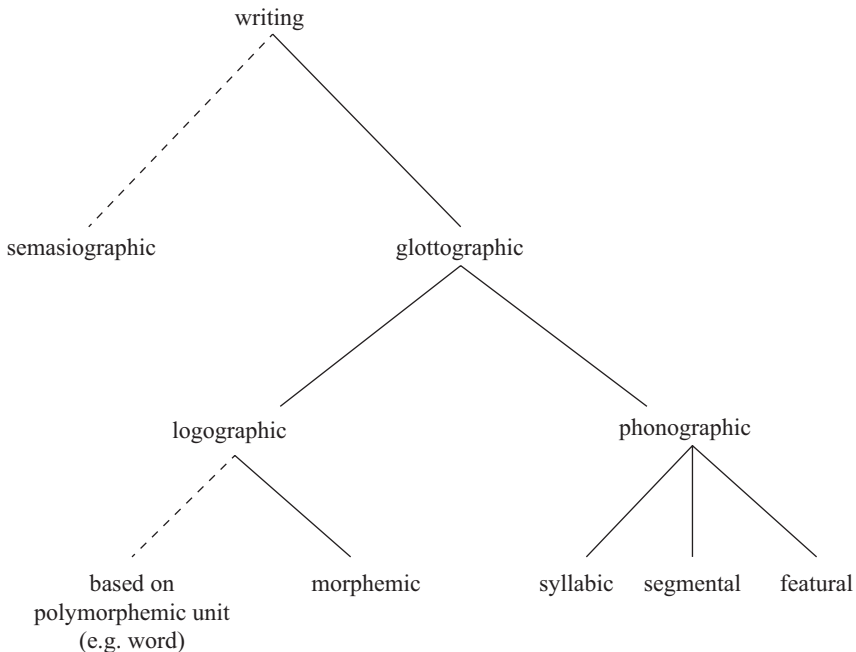 writing
semasiographic
glottographic
logographic
phonographic
based on
polymorphemic unit
(e.g. word)
morphemic
syllabic
segmental
featural